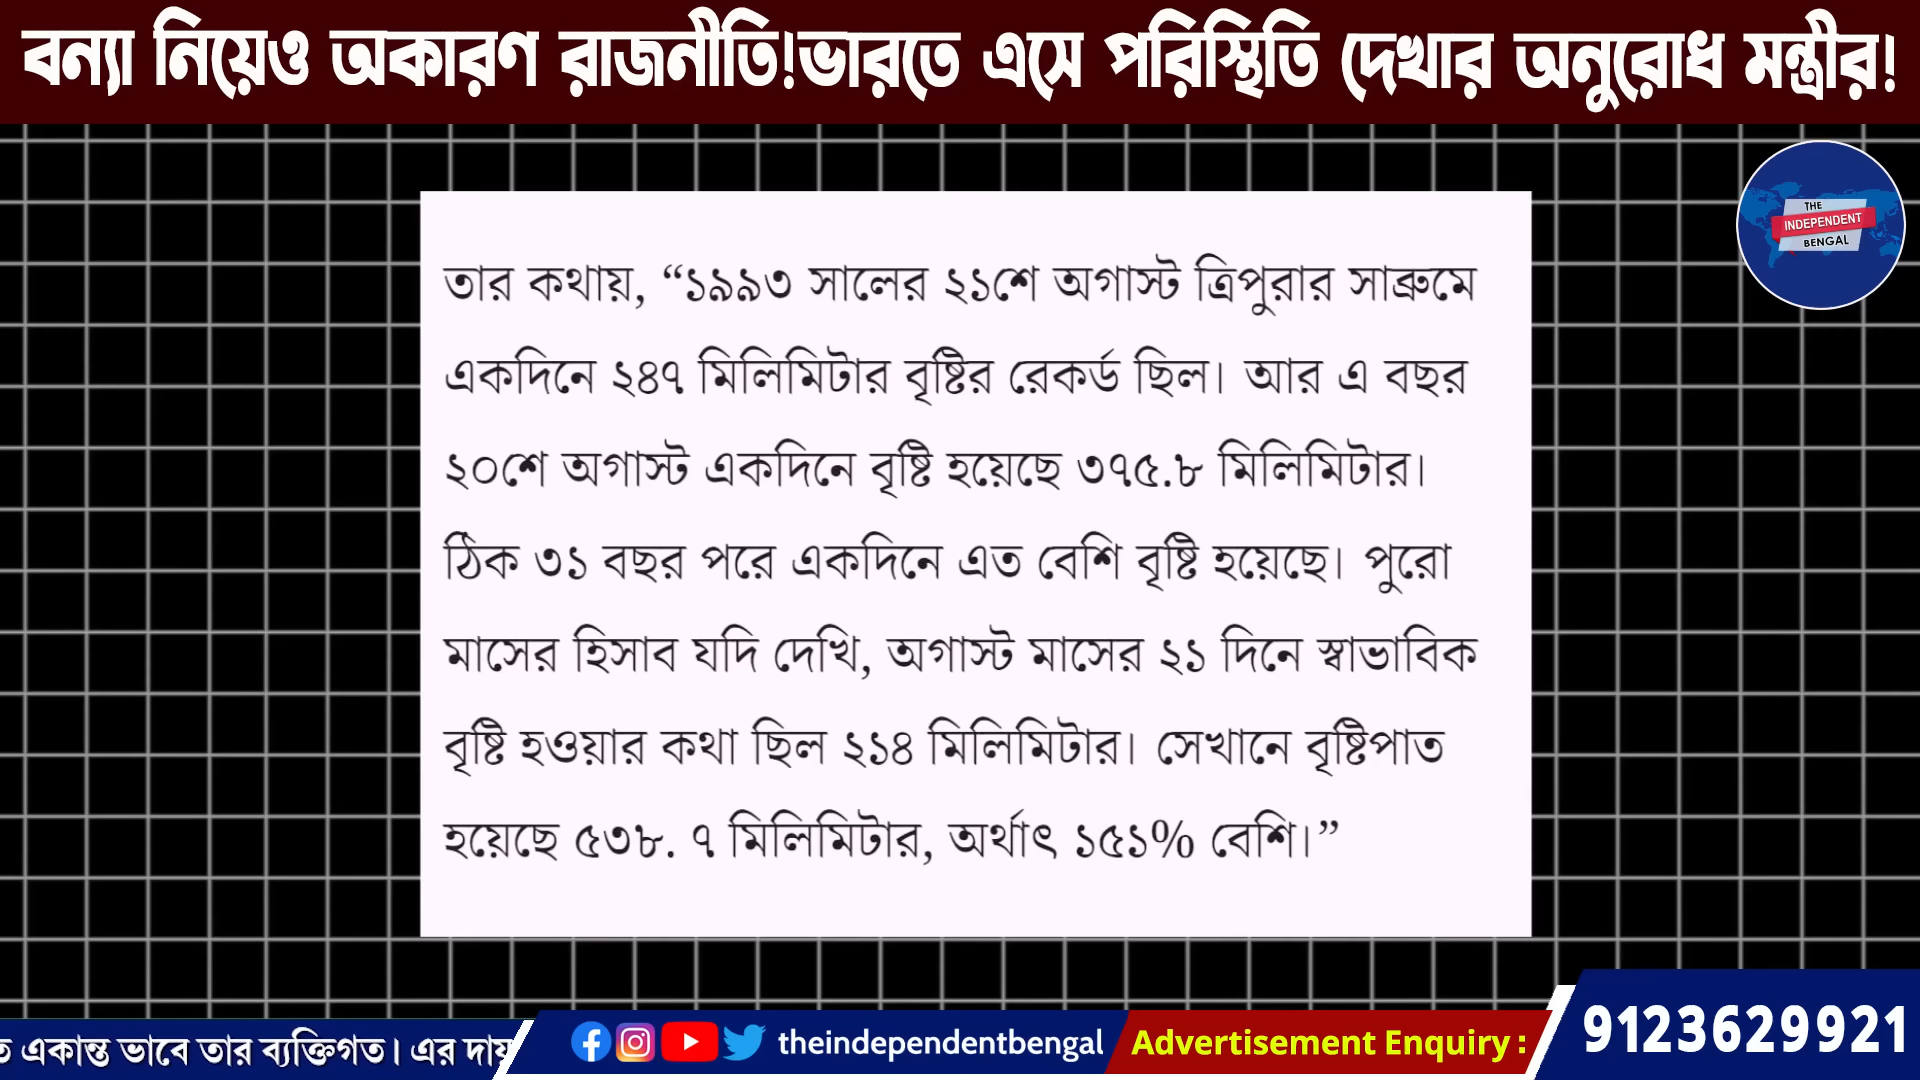 বন্যা নিয়েও অকারণ রাজনীতি!ভারতে এসে পরিস্থিতি দেখার অনুরোধ মন্ত্রীর!
THE
INDEPENDENT
BENGAL
তার কথায়, “১৯৯৩ সালের ২১শে অগাস্ট ত্রিপুরার সাব্রুমে
একদিনে ২৪৭ মিলিমিটার বৃষ্টির রেকর্ড ছিল। আর এ বছর
২০শে অগাস্ট একদিনে বৃষ্টি হয়েছে ৩৭৫.৮ মিলিমিটার।
ঠিক ৩১ বছর পরে একদিনে এত বেশি বৃষ্টি হয়েছে। পুরো
মাসের হিসাব যদি দেখি, অগাস্ট মাসের ২১ দিনে স্বাভাবিক
বৃষ্টি হওয়ার কথা ছিল ২১৪ মিলিমিটার। সেখানে বৃষ্টিপাত
হয়েছে ৫৩৮. ৭ মিলিমিটার, অর্থাৎ ১৫১% বেশি।”
একান্ত ভাবে তার ব্যক্তিগত। এর theindependentbengal Advertisement Enquiry : 9123629921